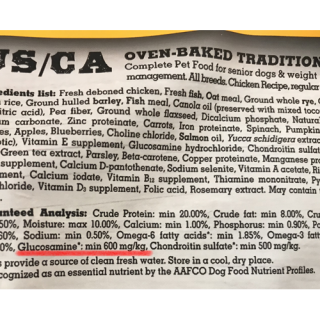 US/CA OVEN-BAKED TRADITION
Complete Pet Food for senior dogs & weight
management. All breeds. Chicken Recipe, regular
edients list: Fresh deboned chicken, Fresh fish, Oat meal, Ground whole rye,
rice, Ground hulled barley, Fish meal, Canola oil (preserved with mixed
itric acid), Pea fiber, Ground whole flaxseed, Dicalcium phosphate, Natural
um carbonate, Zinc proteinate, Carrots, Iron proteinate, Spinach, Pumpkin
es, Apples, Blueberries, Choline chloride, Salmon oil, Yucca schidigera extract
otic), Vitamin E supplement, Glucosamine hydrochloride, Chondroitin
Green tea extract, Parsley, Beta-carotene, Copper proteinate, Manganese pro
supplement, Calcium D-pantothenate, Sodium selenite, Vitamin A acetate, Ri
ment, Calcium iodate, Vitamin B12 supplement, Thiamine mononitrate, Py
chloride, Vitamin D3 supplement, Folic acid, Rosemary extract. May contain
anteed Analysis: Crude Protein: min 20.00%, Crude fat: min 8.00%, Cru
50%, Moisture: max 10.00%, Calcium: min 1.00%, Phosphorus: min 0.90%, Po
60%, Sodium: min 0.50%, Omega-6 fatty acids*: min 1.85%, Omega-3 fatt
0%, Glucosamine*: min 600 mg/kg, Chondroitin sulfate*: min 500 mg/kg.
s provide a source of clean fresh water. Store in a cool, dry place.
cognized as an essential nutrient by the AAFCO Dog Food Nutrient Profiles.